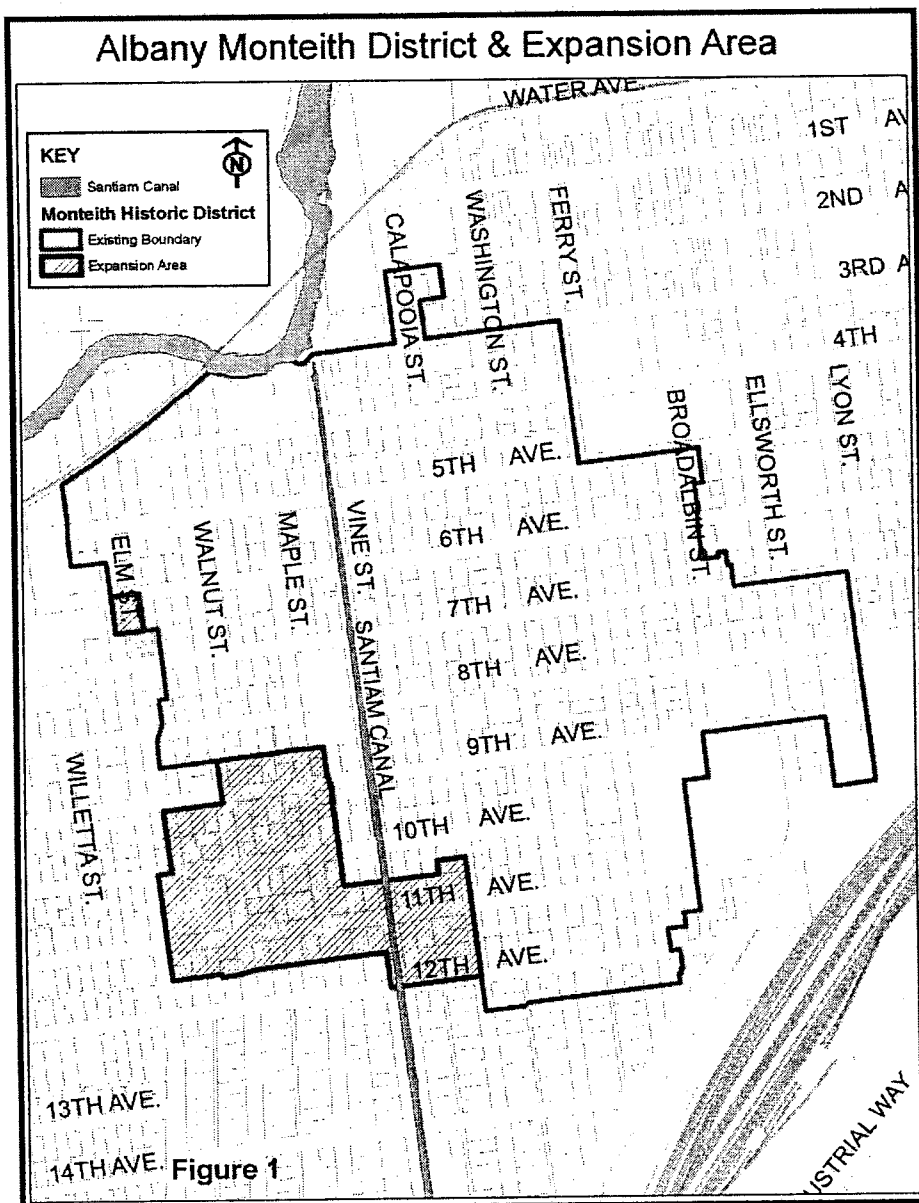 Albany Monteith District & Expansion Area
WATER AVE.
1ST AV
KEY
N
Santiam Canal
Monteith Historic District
Existing Boundary
Expansion Area
2ND A
3RD A
4TH
CALAPOOIA ST.
WASHINGTON ST.
FERRY ST.
BROADALBIN ST.
ELLSWORTH ST.
LYON ST.
5TH AVE.
6TH AVE.
7TH AVE.
8TH AVE.
9TH AVE.
10TH AVE.
11TH AVE.
12TH AVE.
ELM ST.
WALNUT ST.
MAPLE ST.
VINE ST.
SANTIAM CANAL
WILLETTA ST.
13TH AVE.
14TH AVE.
Figure 1
USTRIAL WAY